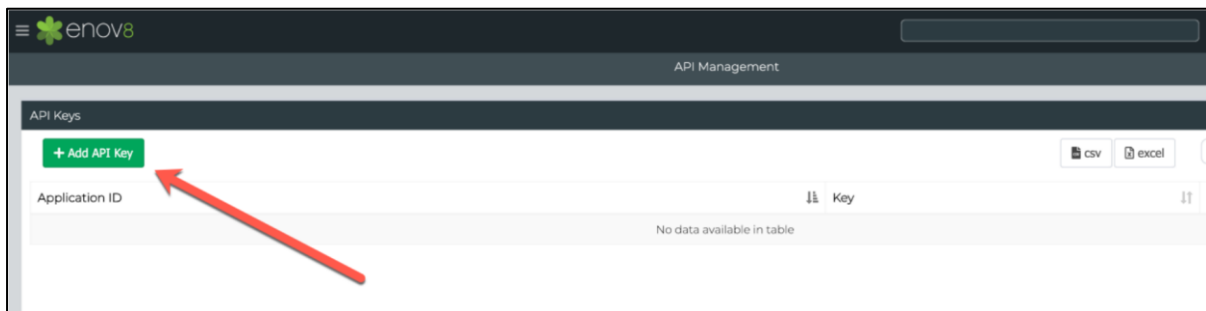 enov8
API Management
API Keys
+ Add API Key
csv excel
Application ID Key
No data available in table